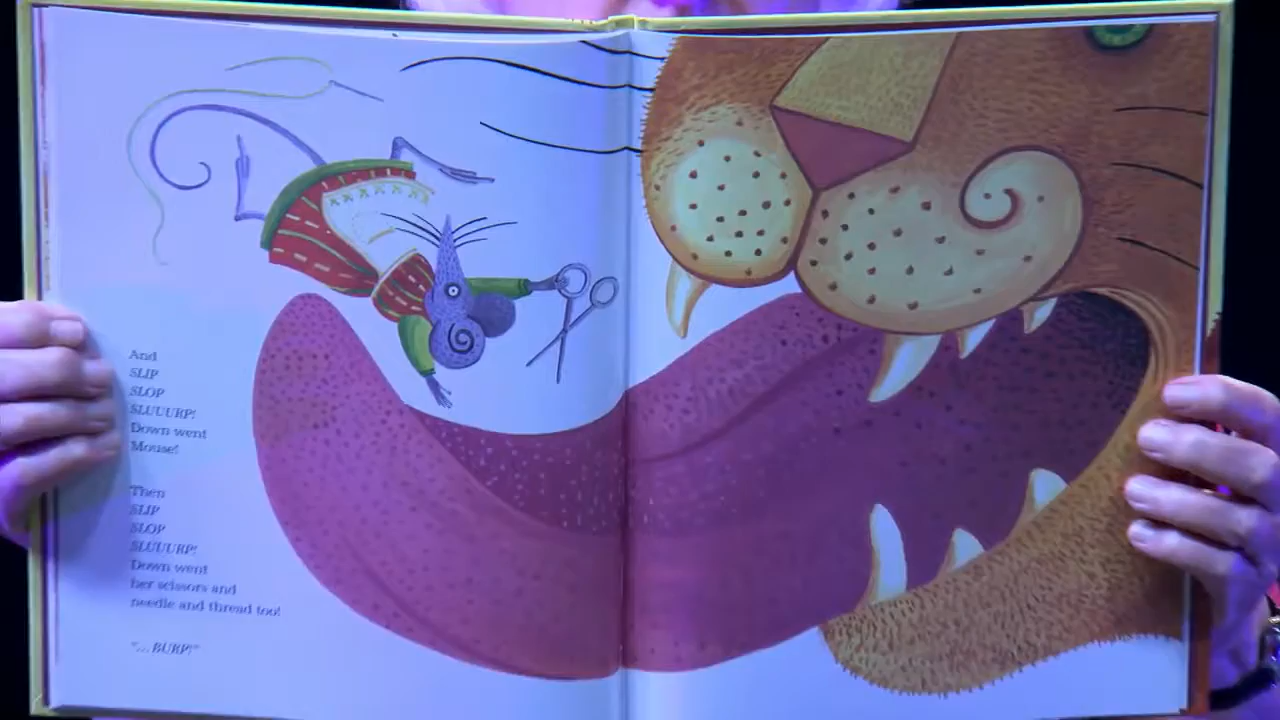 And
SLIP
SLOP
SLUUURP!
Down went
Mouse!
Then
SLIP
SLOP
SLUUURP!
Down went
her scissors and
needle and thread too!
"... BURP!"